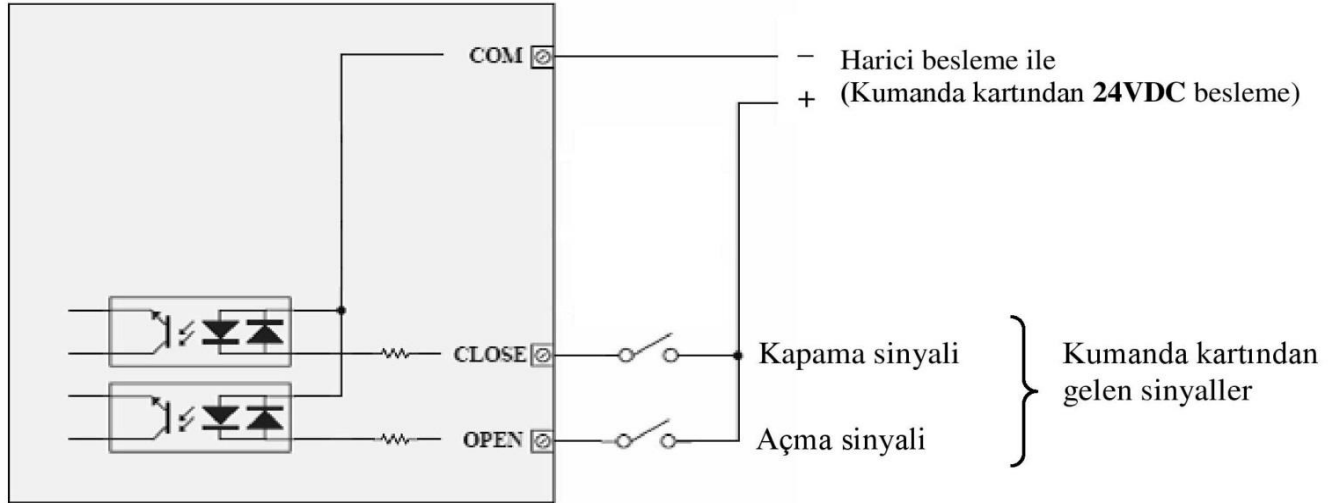 COM
− Harici besleme ile
+ (Kumanda kartından 24VDC besleme)
CLOSE
Kapama sinyali
Kumanda kartından
gelen sinyaller
OPEN
Açma sinyali